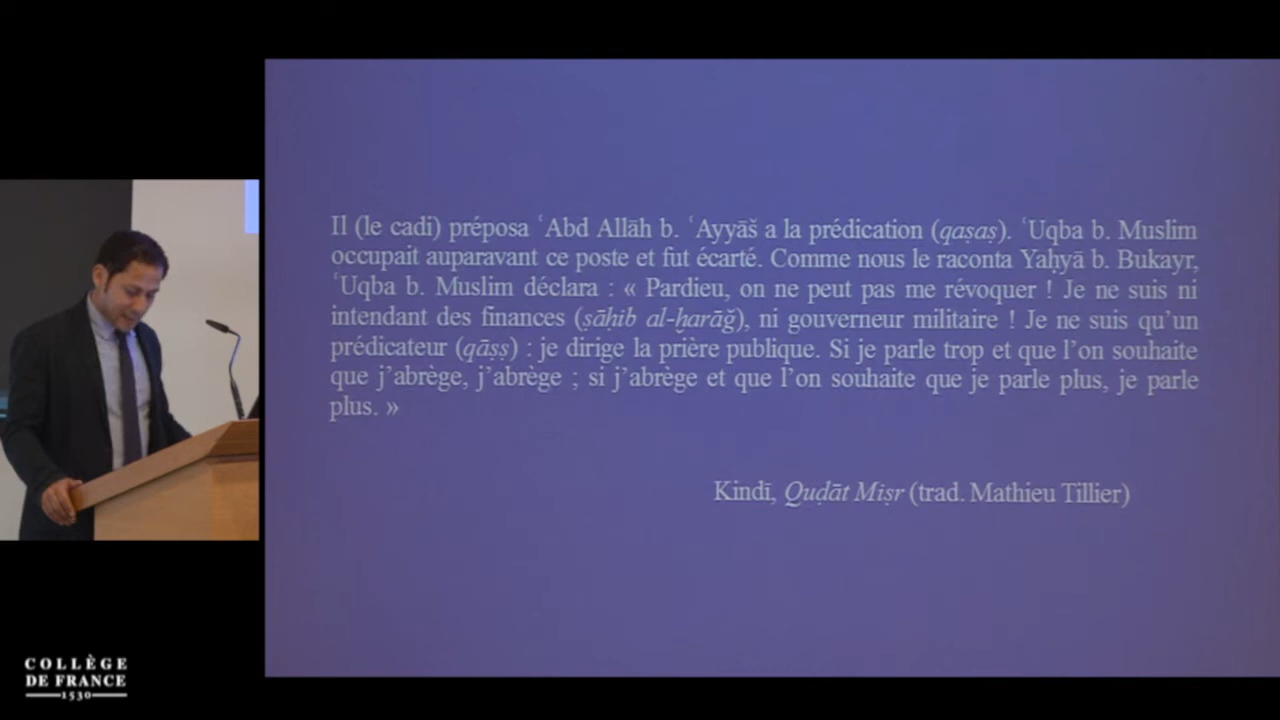 Il (le cadi) préposa ʿAbd Allāh b. ʿAyyāš a la prédication (qaṣaṣ). ʿUqba b. Muslim
occupait auparavant ce poste et fut écarté. Comme nous le raconta Yaḥyā b. Bukayr,
ʿUqba b. Muslim déclara : « Pardieu, on ne peut pas me révoquer ! Je ne suis ni
intendant des finances (ṣāḥib al-ḫarāğ), ni gouverneur militaire ! Je ne suis qu’un
prédicateur (qāṣṣ) : je dirige la prière publique. Si je parle trop et que l’on souhaite
que j’abrège, j’abrège ; si j’abrège et que l’on souhaite que je parle plus, je parle
plus. »
Kindī, Quḍāt Miṣr (trad. Mathieu Tillier)
COLLÈGE
DE FRANCE
1530